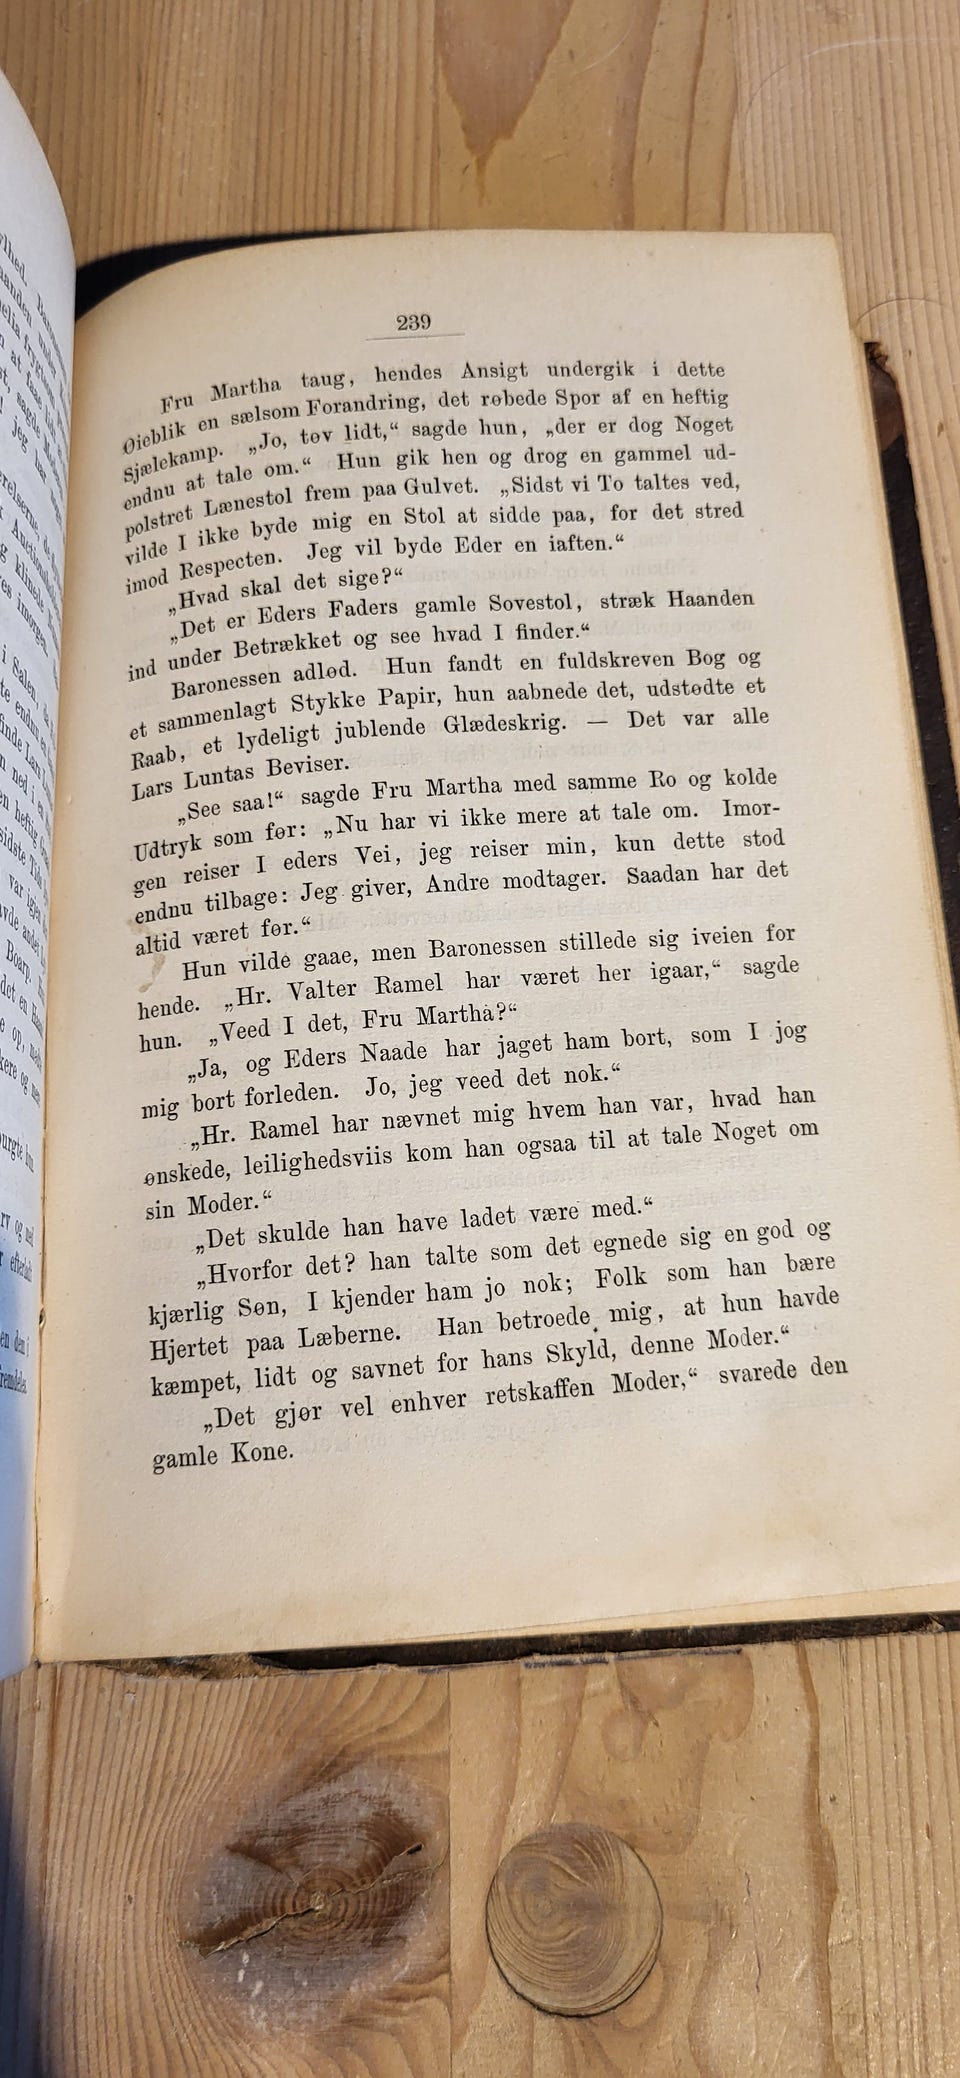 239
Fru Martha taug, hendes Ansigt undergik i dette
Øieblik en sælsom Forandring, det røbede Spor af en heftig
Sjælekamp. „Jo, tøv lidt,“ sagde hun, „der er dog Noget
endnu at tale om.“ Hun gik hen og drog en gammel ud-
polstret Lænestol frem paa Gulvet. „Sidst vi To taltes ved,
vilde I ikke byde mig en Stol at sidde paa, for det stred
imod Respecten. Jeg vil byde Eder en iaften.“
„Hvad skal det sige?“
„Det er Eders Faders gamle Sovestol, stræk Haanden
ind under Betrækket og see hvad I finder.“
Baronessen adlød. Hun fandt en fuldskreven Bog og
et sammenlagt Stykke Papir, hun aabnede det, udstødte et
Raab, et lydeligt jublende Glædeskrig. — Det var alle
Lars Luntas Beviser.
„See saa!“ sagde Fru Martha med samme Ro og kolde
Udtryk som før: „Nu har vi ikke mere at tale om. Imor-
gen reiser I eders Vei, jeg reiser min, kun dette stod
endnu tilbage: Jeg giver, Andre modtager. Saadan har det
altid været før.“
Hun vilde gaae, men Baronessen stillede sig iveien for
hende. „Hr. Valter Ramel har været her igaar,“ sagde
hun. „Veed I det, Fru Martha?“
„Ja, og Eders Naade har jaget ham bort, som I jog
mig bort forleden. Jo, jeg veed det nok.“
„Hr. Ramel har nævnet mig hvem han var, hvad han
ønskede, leilighedsviis kom han ogsaa til at tale Noget om
sin Moder.“
„Det skulde han have ladet være med.“
„Hvorfor det? han talte som det egnede sig en god og
kjærlig Søn, I kjender ham jo nok; Folk som han bære
Hjertet paa Læberne. Han betroede mig, at hun havde
kæmpet, lidt og savnet for hans Skyld, denne Moder.“
„Det gjør vel enhver retskaffen Moder,“ svarede den
gamle Kone.